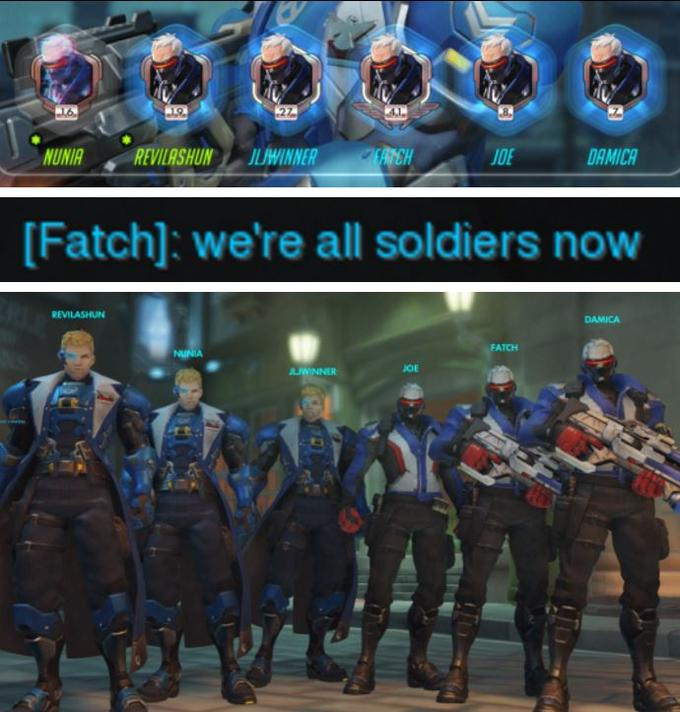 16 19 27 41 8 7
NUNIA REVILASHUN JLJWINNER FATCH JOE DAMICA
[Fatch]: we're all soldiers now
REVILASHUN NUNIA JLJWINNER JOE FATCH DAMICA